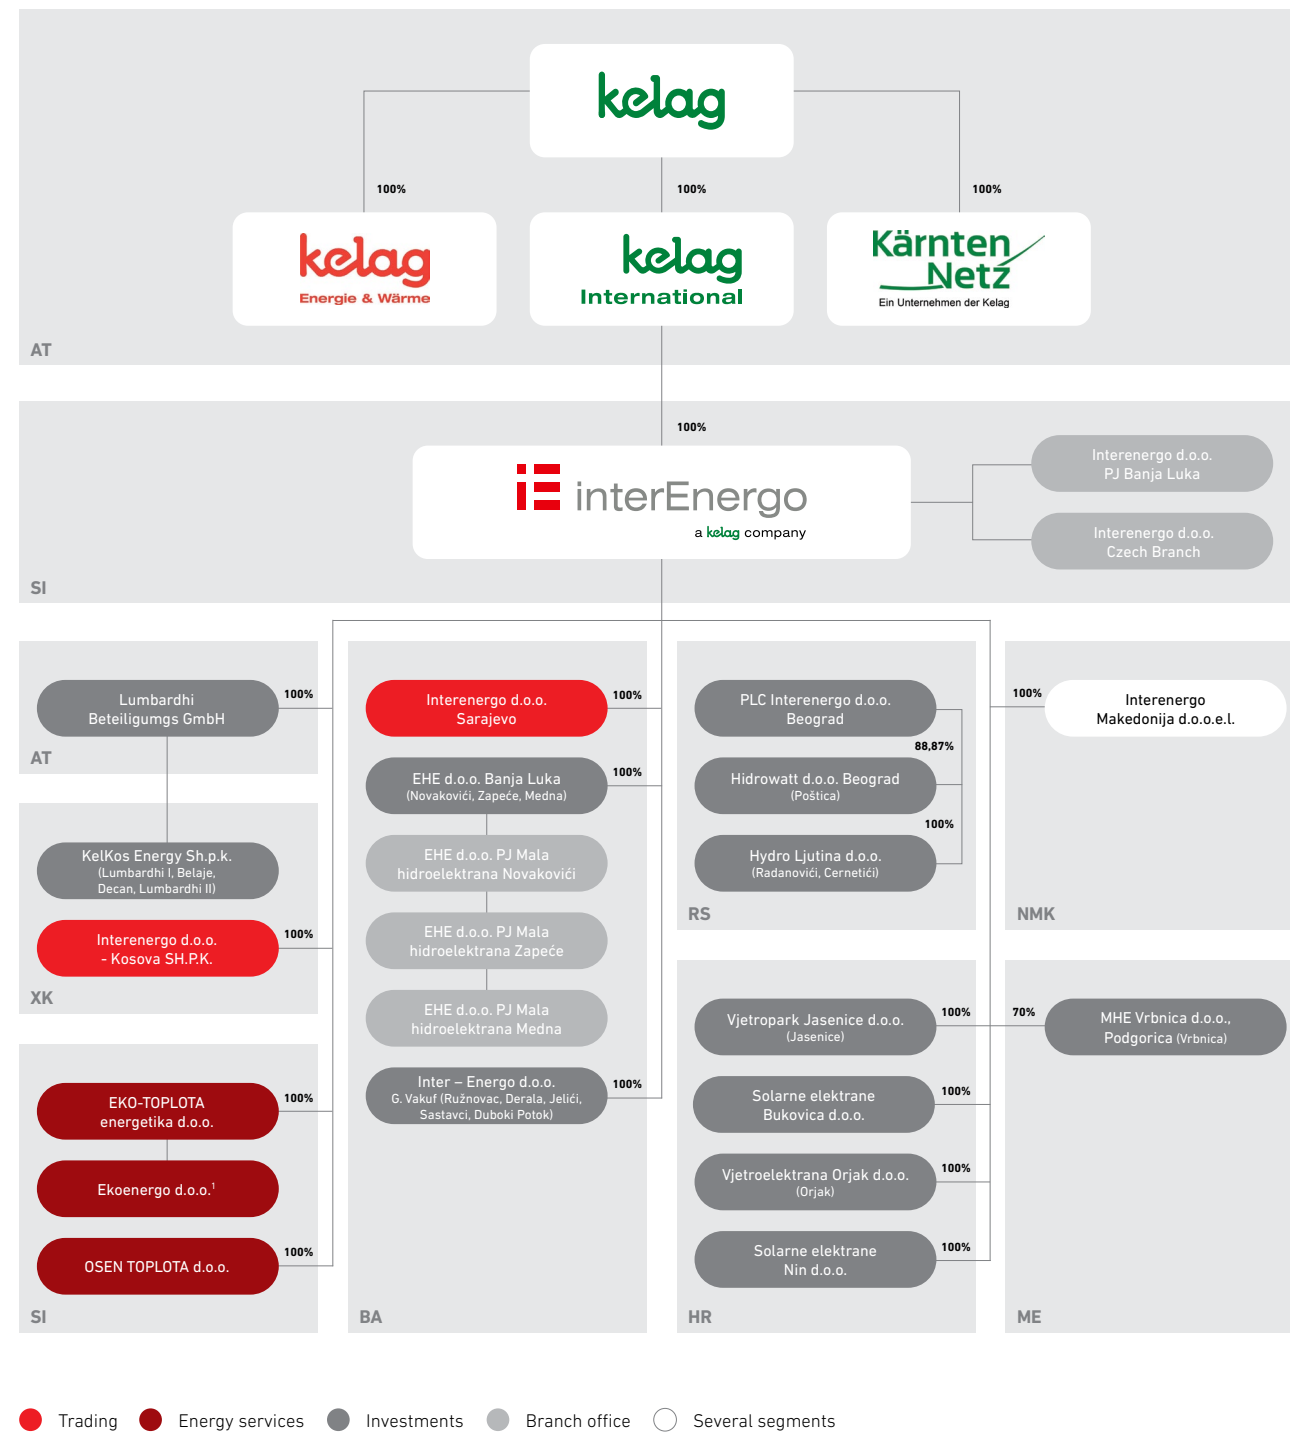 kelag
100%
100%
100%
kelag
Energie & Wärme
kelag
International
Kärnten
Netz
Ein Unternehmen der Kelag
AT
100%
interEnergo
a kelag company
Interenergo d.o.o.
PJ Banja Luka
Interenergo d.o.o.
Czech Branch
SI
Lumbardhi
Beteiligumgs GmbH
100%
AT
KelKos Energy Sh.p.k.
(Lumbardhi I, Belaje,
Decan, Lumbardhi II)
Interenergo d.o.o.
- Kosova SH.P.K.
100%
XK
EKO-TOPLOTA
energetika d.o.o.
100%
Ekoenergo d.o.o.¹
OSEN TOPLOTA d.o.o.
100%
SI
Interenergo d.o.o.
Sarajevo
100%
EHE d.o.o. Banja Luka
(Novakovići, Zapeće, Medna)
100%
EHE d.o.o. PJ Mala
hidroelektrana Novakovići
EHE d.o.o. PJ Mala
hidroelektrana Zapeće
EHE d.o.o. PJ Mala
hidroelektrana Medna
Inter – Energo d.o.o.
G. Vakuf (Ružnovac, Derala, Jelići,
Sastavci, Duboki Potok)
100%
BA
PLC Interenergo d.o.o.
Beograd
88,87%
Hidrowatt d.o.o. Beograd
(Poštica)
100%
Hydro Ljutina d.o.o.
(Radanovići, Cernetići)
RS
Vjetropark Jasenice d.o.o.
(Jasenice)
100%
Solarne elektrane
Bukovica d.o.o.
100%
Vjetroelektrana Orjak d.o.o.
(Orjak)
100%
Solarne elektrane
Nin d.o.o.
100%
HR
100%
Interenergo
Makedonija d.o.o.e.l.
NMK
70%
MHE Vrbnica d.o.o.,
Podgorica (Vrbnica)
ME
Trading
Energy services
Investments
Branch office
Several segments